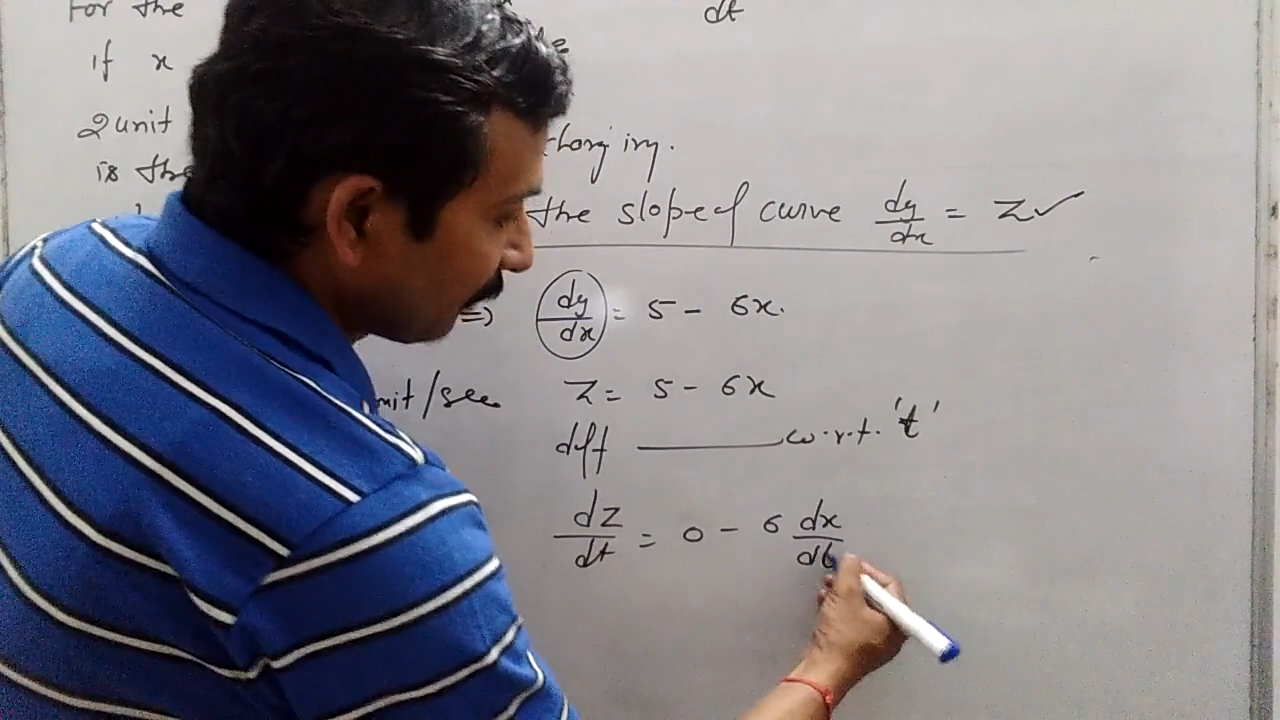 For the
dt
if x
2 unit
changing.
is the
the slope of curve dy/dx = Z ✓
=> dy/dx = 5 - 6x.
unit/sec Z = 5 - 6x
diff ——— w.r.t. 't'
dz/dt = 0 - 6 dx/dt